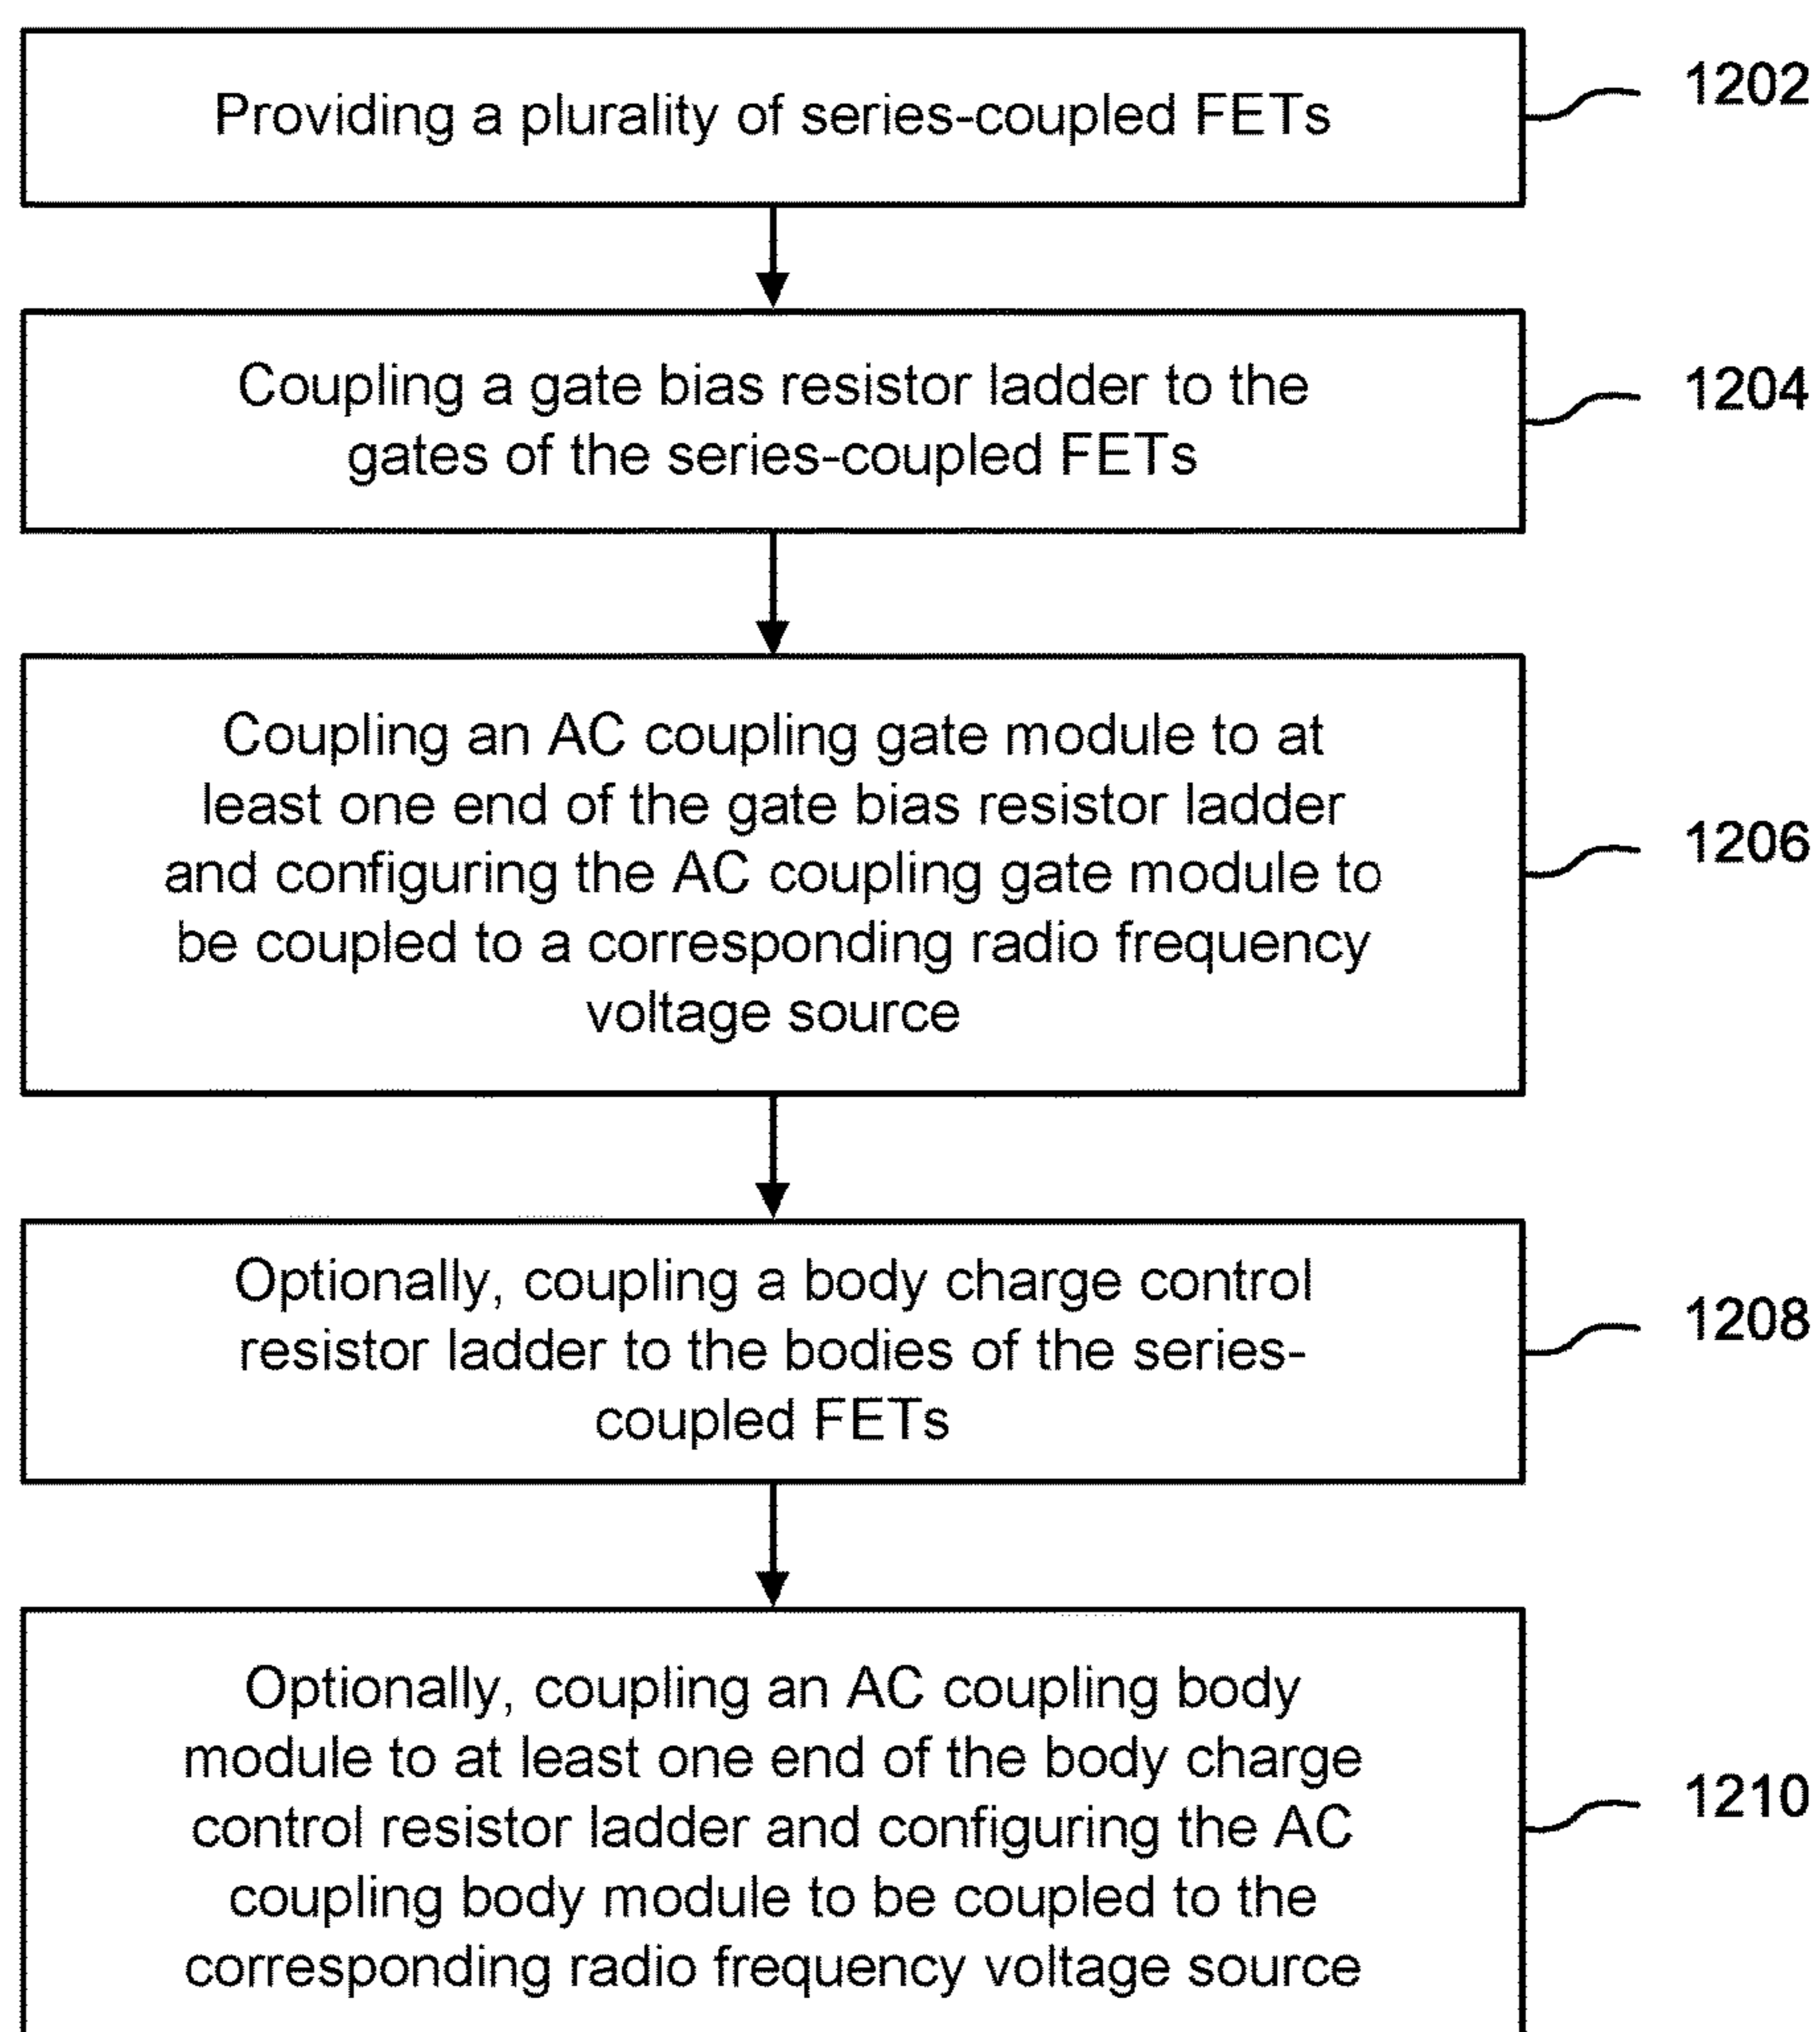 Providing a plurality of series-coupled FETs
1202
Coupling a gate bias resistor ladder to the
gates of the series-coupled FETs
1204
Coupling an AC coupling gate module to at
least one end of the gate bias resistor ladder
and configuring the AC coupling gate module to
be coupled to a corresponding radio frequency
voltage source
1206
Optionally, coupling a body charge control
resistor ladder to the bodies of the series-
coupled FETs
1208
Optionally, coupling an AC coupling body
module to at least one end of the body charge
control resistor ladder and configuring the AC
coupling body module to be coupled to the
corresponding radio frequency voltage source
1210